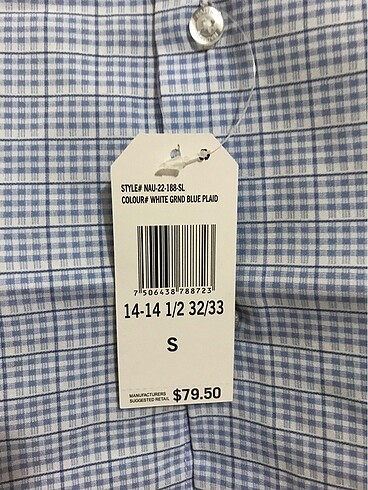 STYLE# NAU-22-188-SL
COLOUR# WHITE GRND BLUE PLAID
7 506438 788723
14-14 1/2 32/33
S
MANUFACTURERS
SUGGESTED RETAIL $79.50